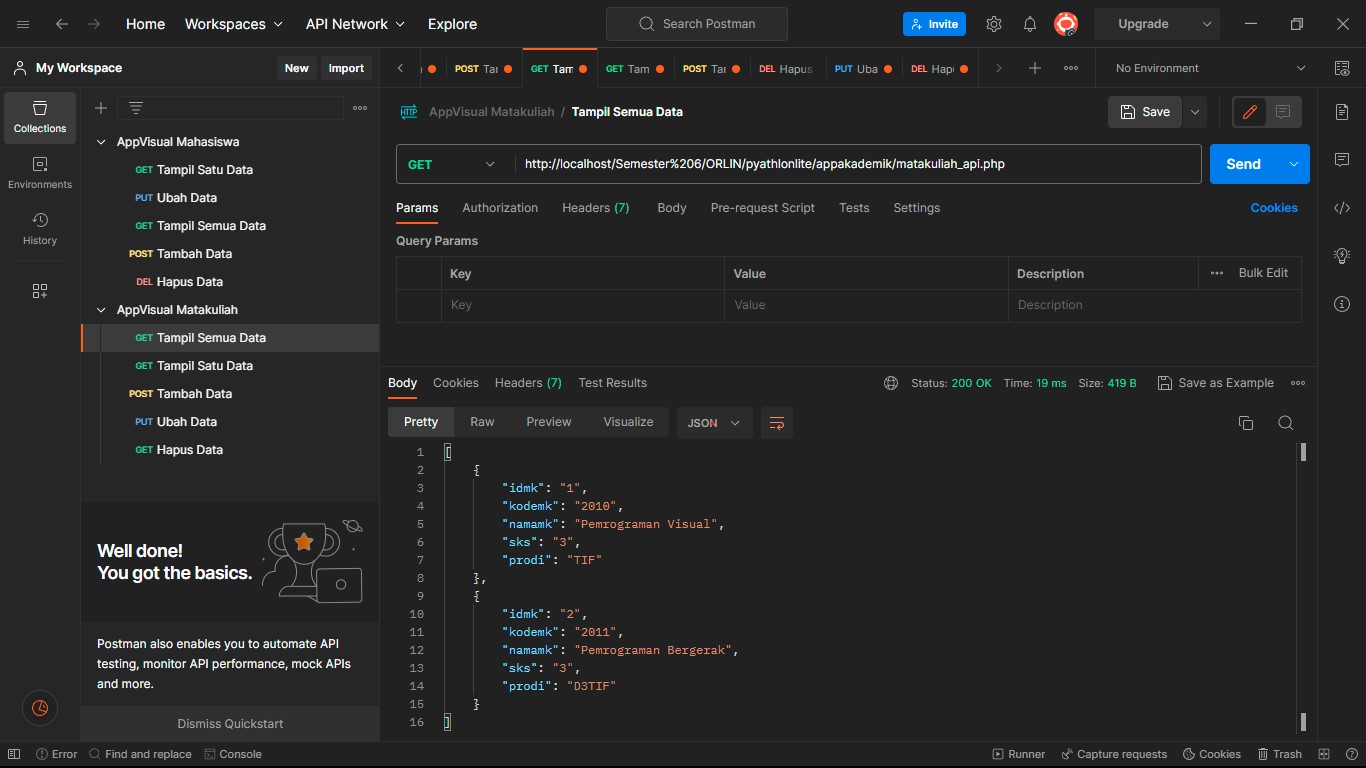 Home Workspaces API Network Explore Search Postman Invite Upgrade
My Workspace New Import
POST Tar GET Tam GET Tam POST Tar DEL Hapus PUT Uba DEL Hap No Environment
Collections
Environments
History
AppVisual Mahasiswa
GET Tampil Satu Data
PUT Ubah Data
GET Tampil Semua Data
POST Tambah Data
DEL Hapus Data
AppVisual Matakuliah
GET Tampil Semua Data
GET Tampil Satu Data
POST Tambah Data
PUT Ubah Data
GET Hapus Data
Well done!
You got the basics.
Postman also enables you to automate API
testing, monitor API performance, mock APIs
and more.
Dismiss Quickstart
HTTP AppVisual Matakuliah / Tampil Semua Data Save
GET http://localhost/Semester%206/ORLIN/pyathlonlite/appakademik/matakuliah_api.php Send
Params Authorization Headers (7) Body Pre-request Script Tests Settings Cookies
Query Params
Key Value Description Bulk Edit
Key Value Description
Body Cookies Headers (7) Test Results Status: 200 OK Time: 19 ms Size: 419 B Save as Example
Pretty Raw Preview Visualize JSON
1 [
2 {
3 "idmk": "1",
4 "kodemk": "2010",
5 "namamk": "Pemrograman Visual",
6 "sks": "3",
7 "prodi": "TIF"
8 },
9 {
10 "idmk": "2",
11 "kodemk": "2011",
12 "namamk": "Pemrograman Bergerak",
13 "sks": "3",
14 "prodi": "D3TIF"
15 }
16 ]
Error Find and replace Console Runner Capture requests Cookies Trash